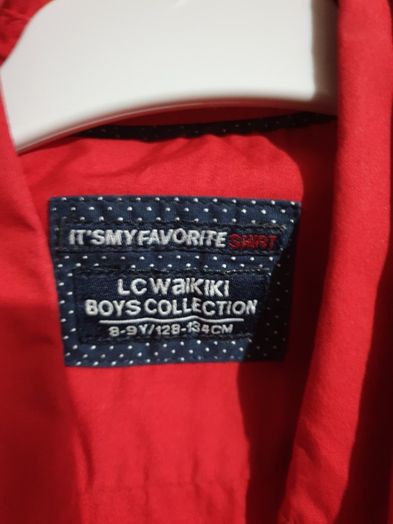 IT'S MY FAVORITE SHIRT
LC WAIKIKI
BOYS COLLECTION
8-9Y/128-134CM